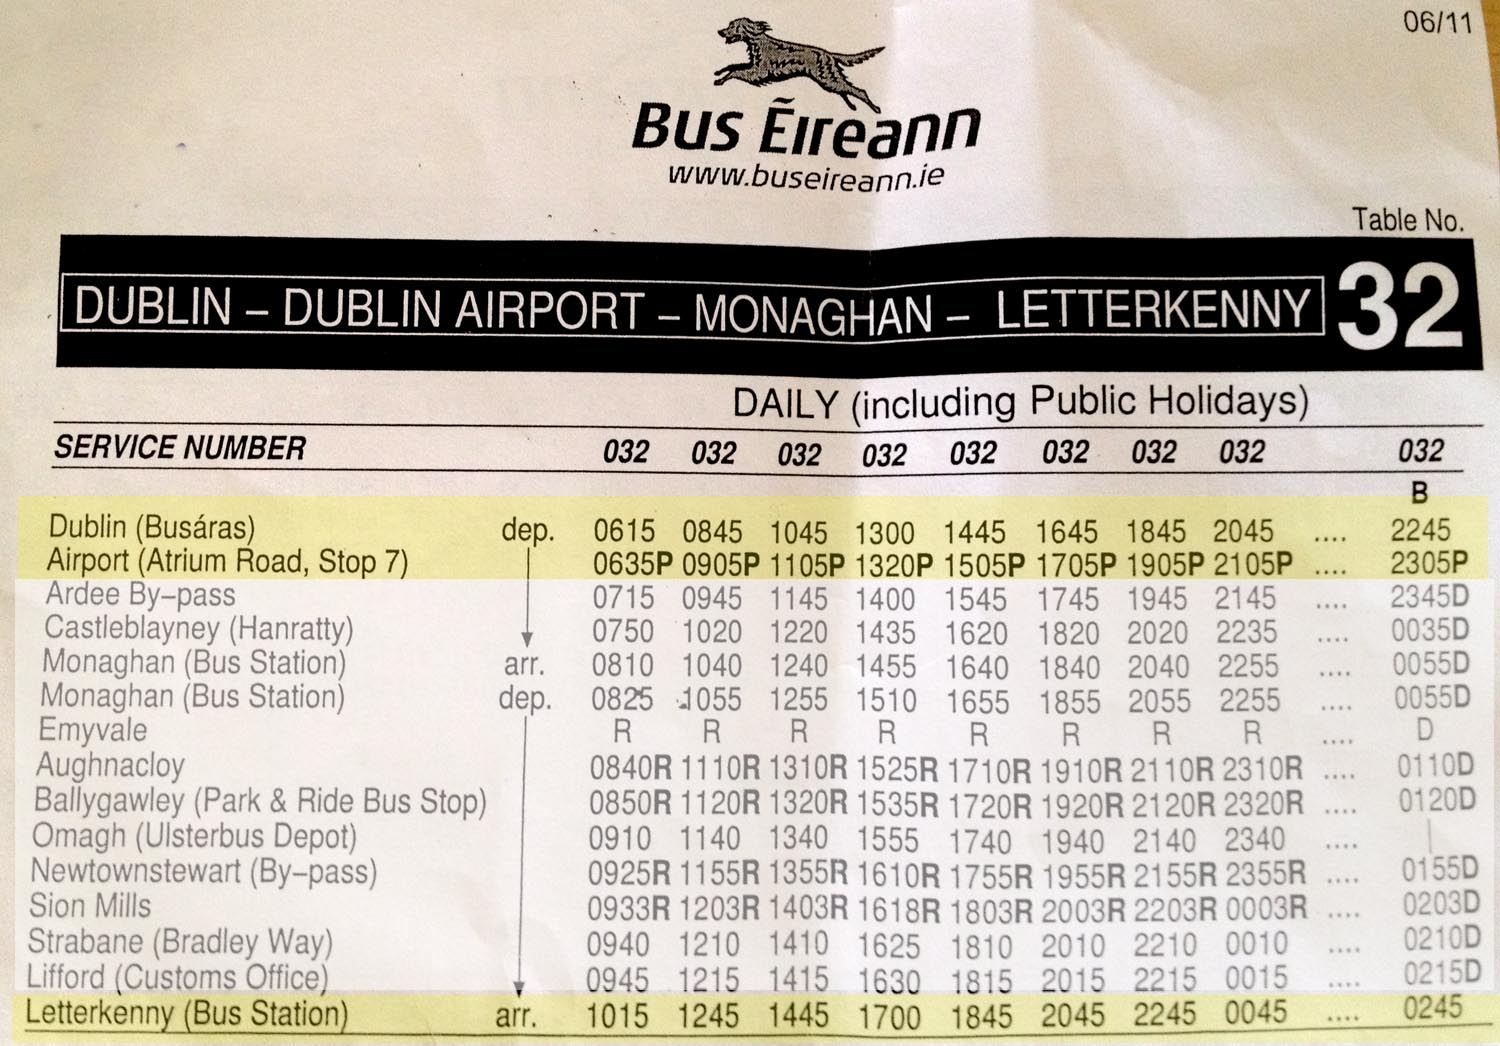 06/11
Bus Éireann
www.buseireann.ie
Table No.
DUBLIN – DUBLIN AIRPORT – MONAGHAN – LETTERKENNY 32
DAILY (including Public Holidays)
SERVICE NUMBER 032 032 032 032 032 032 032 032 032
B
Dublin (Busáras) dep. 0615 0845 1045 1300 1445 1645 1845 2045 .... 2245
Airport (Atrium Road, Stop 7) 0635P 0905P 1105P 1320P 1505P 1705P 1905P 2105P .... 2305P
Ardee By–pass 0715 0945 1145 1400 1545 1745 1945 2145 .... 2345D
Castleblayney (Hanratty) 0750 1020 1220 1435 1620 1820 2020 2235 .... 0035D
Monaghan (Bus Station) arr. 0810 1040 1240 1455 1640 1840 2040 2255 .... 0055D
Monaghan (Bus Station) dep. 0825 1055 1255 1510 1655 1855 2055 2255 .... 0055D
Emyvale R R R R R R R R .... D
Aughnacloy 0840R 1110R 1310R 1525R 1710R 1910R 2110R 2310R .... 0110D
Ballygawley (Park & Ride Bus Stop) 0850R 1120R 1320R 1535R 1720R 1920R 2120R 2320R .... 0120D
Omagh (Ulsterbus Depot) 0910 1140 1340 1555 1740 1940 2140 2340 .... |
Newtownstewart (By–pass) 0925R 1155R 1355R 1610R 1755R 1955R 2155R 2355R .... 0155D
Sion Mills 0933R 1203R 1403R 1618R 1803R 2003R 2203R 0003R .... 0203D
Strabane (Bradley Way) 0940 1210 1410 1625 1810 2010 2210 0010 .... 0210D
Lifford (Customs Office) 0945 1215 1415 1630 1815 2015 2215 0015 .... 0215D
Letterkenny (Bus Station) arr. 1015 1245 1445 1700 1845 2045 2245 0045 .... 0245